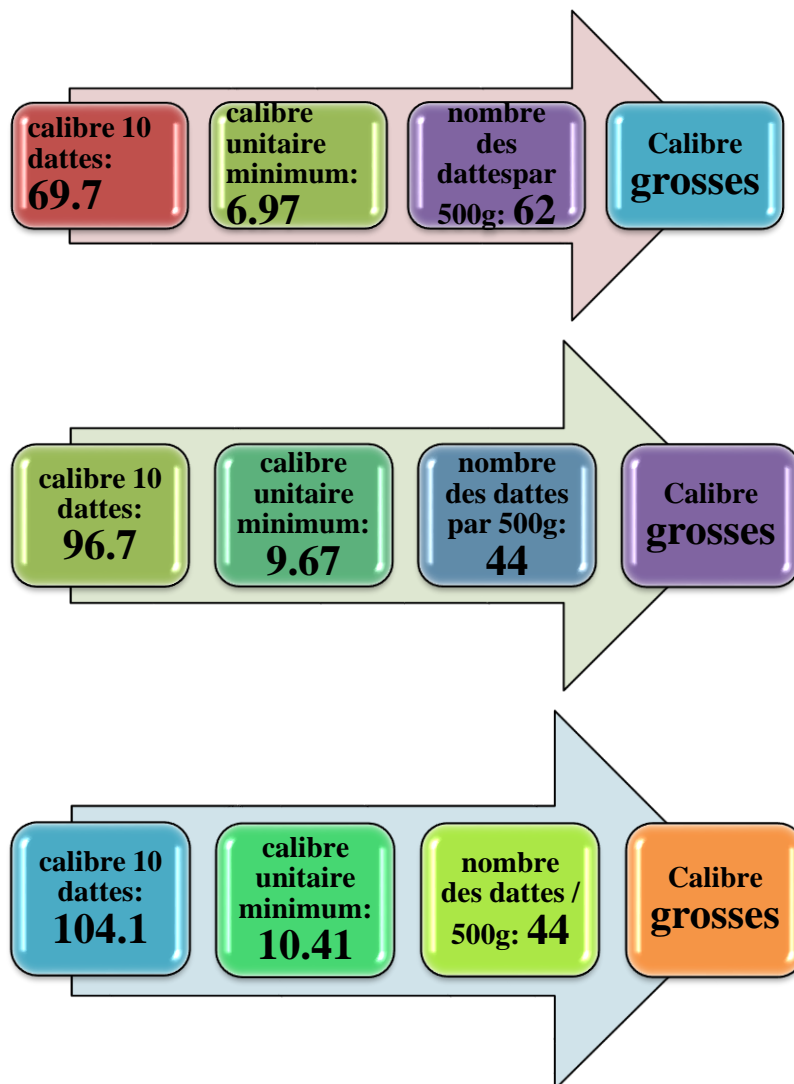 calibre 10
dattes:
69.7
calibre
unitaire
minimum:
6.97
nombre
des
dattespar
500g: 62
Calibre
grosses
calibre 10
dattes:
96.7
calibre
unitaire
minimum:
9.67
nombre
des dattes
par 500g:
44
Calibre
grosses
calibre 10
dattes:
104.1
calibre
unitaire
minimum:
10.41
nombre
des dattes /
500g: 44
Calibre
grosses